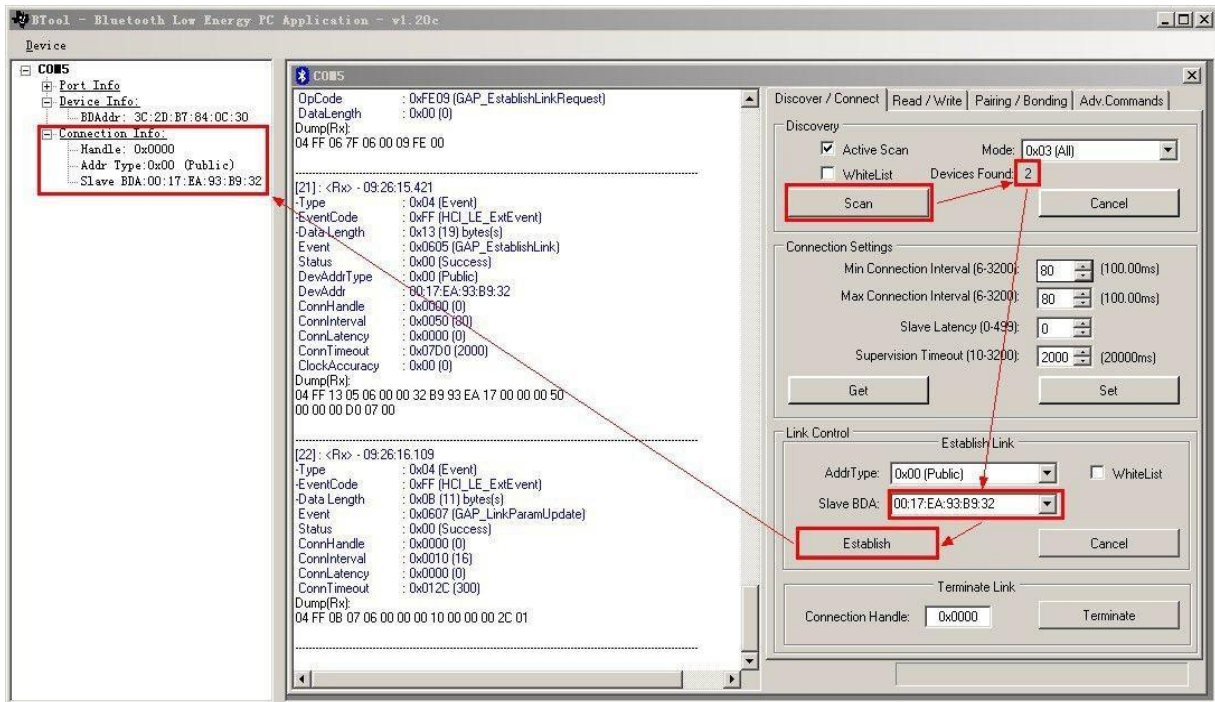 BTool - Bluetooth Low Energy PC Application - v1.20c
Device
COM5
Port Info
Device Info:
BDAddr: 3C:2D:B7:84:0C:30
Connection Info:
Handle: 0x0000
Addr Type:0x00 (Public)
Slave BDA:00:17:EA:93:B9:32
COM5
OpCode : 0xFE09 (GAP_EstablishLinkRequest)
DataLength : 0x00 (0)
Dump(Rx):
04 FF 06 7F 06 00 09 FE 00
[21] : <Rx> - 09:26:15.421
-Type : 0x04 (Event)
-EventCode : 0xFF (HCI_LE_ExtEvent)
-Data Length : 0x13 (19) bytes(s)
Event : 0x0605 (GAP_EstablishLink)
Status : 0x00 (Success)
DevAddrType : 0x00 (Public)
DevAddr : 00:17:EA:93:B9:32
ConnHandle : 0x0000 (0)
ConnInterval : 0x0050 (80)
ConnLatency : 0x0000 (0)
ConnTimeout : 0x07D0 (2000)
ClockAccuracy : 0x00 (0)
Dump(Rx):
04 FF 13 05 06 00 00 32 B9 93 EA 17 00 00 00 50
00 00 00 D0 07 00
[22] : <Rx> - 09:26:16.109
-Type : 0x04 (Event)
-EventCode : 0xFF (HCI_LE_ExtEvent)
-Data Length : 0x0B (11) bytes(s)
Event : 0x0607 (GAP_LinkParamUpdate)
Status : 0x00 (Success)
ConnHandle : 0x0000 (0)
ConnInterval : 0x0010 (16)
ConnLatency : 0x0000 (0)
ConnTimeout : 0x012C (300)
Dump(Rx):
04 FF 0B 07 06 00 00 00 10 00 00 00 2C 01
Discover / Connect Read / Write Pairing / Bonding Adv.Commands
Discovery
Active Scan Mode: 0x03 (All)
WhiteList Devices Found: 2
Scan Cancel
Connection Settings
Min Connection Interval (6-3200): 80 (100.00ms)
Max Connection Interval (6-3200): 80 (100.00ms)
Slave Latency (0-499): 0
Supervision Timeout (10-3200): 2000 (20000ms)
Get Set
Link Control
Establish Link
AddrType: 0x00 (Public) WhiteList
Slave BDA: 00:17:EA:93:B9:32
Establish Cancel
Terminate Link
Connection Handle: 0x0000 Terminate